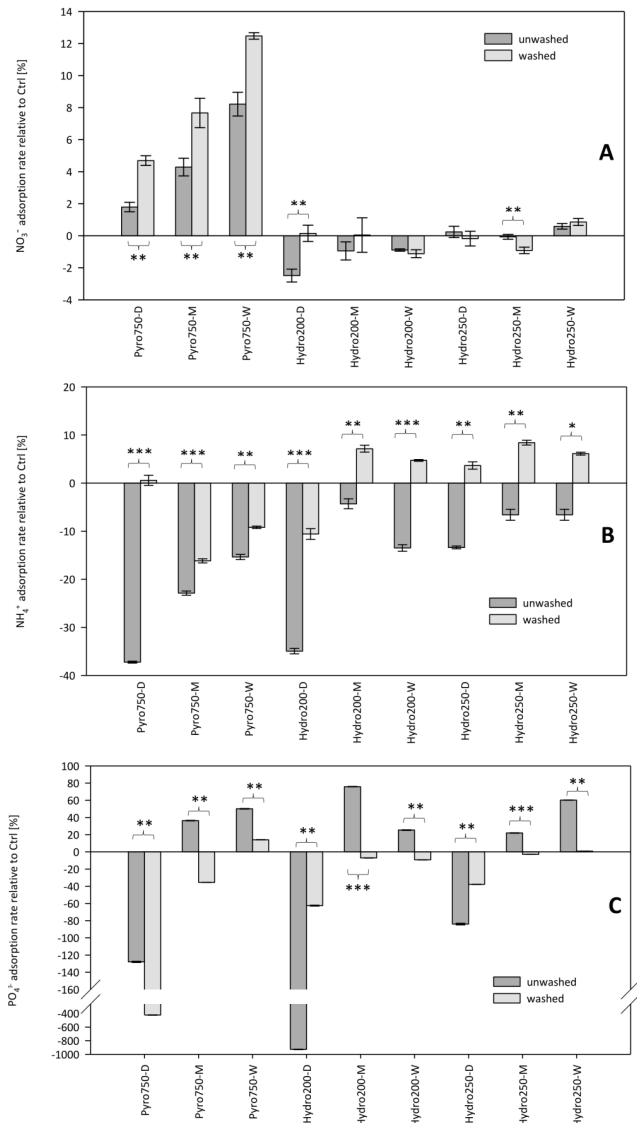 14
12
10
8
6
4
2
0
-2
-4
NO₃⁻ adsorption rate relative to Ctrl [%]
unwashed
washed
A
**
**
**
**
**
Pyro750-D
Pyro750-M
Pyro750-W
Hydro200-D
Hydro200-M
Hydro200-W
Hydro250-D
Hydro250-M
Hydro250-W
20
10
0
-10
-20
-30
-40
NH₄⁺ adsorption rate relative to Ctrl [%]
***
***
**
***
**
***
**
**
*
B
unwashed
washed
Pyro750-D
Pyro750-M
Pyro750-W
Hydro200-D
Hydro200-M
Hydro200-W
Hydro250-D
Hydro250-M
Hydro250-W
100
80
60
40
20
0
-20
-40
-60
-80
-100
-120
-140
-160
-400
-600
-800
-1000
PO₄³⁻ adsorption rate relative to Ctrl [%]
**
**
**
**
***
**
**
***
**
C
unwashed
washed
Pyro750-D
Pyro750-M
Pyro750-W
Hydro200-D
Hydro200-M
Hydro200-W
Hydro250-D
Hydro250-M
Hydro250-W